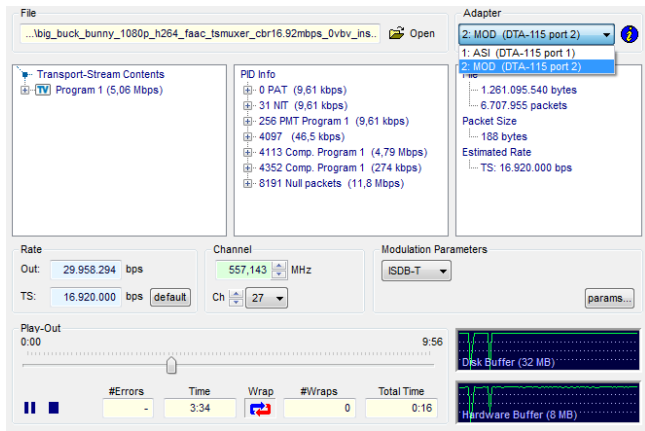 File
...\big_buck_bunny_1080p_h264_faac_tsmuxer_cbr16.92mbps_0vbv_ins..
Open
Adapter
2: MOD (DTA-115 port 2)
1: ASI (DTA-115 port 1)
2: MOD (DTA-115 port 2)
Transport-Stream Contents
TV Program 1 (5,06 Mbps)
PID Info
0 PAT (9,61 kbps)
31 NIT (9,61 kbps)
256 PMT Program 1 (9,61 kbps)
4097 (46,5 kbps)
4113 Comp. Program 1 (4,79 Mbps)
4352 Comp. Program 1 (274 kbps)
8191 Null packets (11,8 Mbps)
File
1.261.095.540 bytes
6.707.955 packets
Packet Size
188 bytes
Estimated Rate
TS: 16.920.000 bps
Rate
Out: 29.958.294 bps
TS: 16.920.000 bps default
Channel
557,143 MHz
Ch 27
Modulation Parameters
ISDB-T
params...
Play-Out
0:00 9:56
#Errors Time Wrap #Wraps Total Time
- 3:34 0 0:16
Disk Buffer (32 MB)
Hardware Buffer (8 MB)